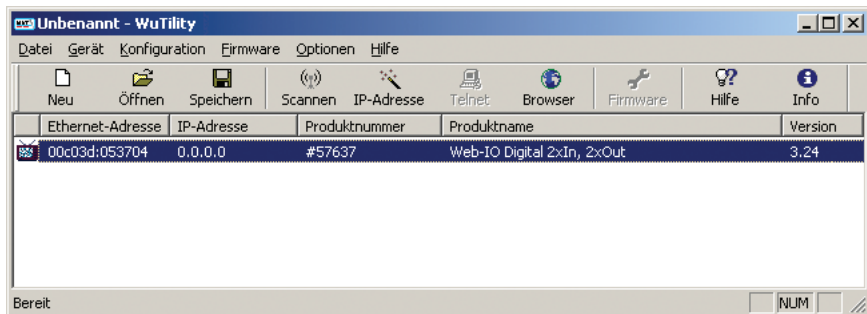 Unbenannt - WuTility
Datei Gerät Konfiguration Firmware Optionen Hilfe
Neu Öffnen Speichern Scannen IP-Adresse Telnet Browser Firmware Hilfe Info
Ethernet-Adresse IP-Adresse Produktnummer Produktname Version
00c03d:053704 0.0.0.0 #57637 Web-IO Digital 2xIn, 2xOut 3.24
Bereit NUM